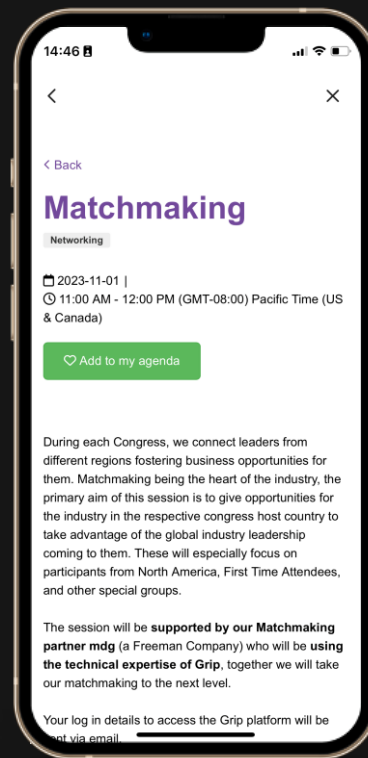 14:46
Back
Matchmaking
Networking
2023-11-01 |
11:00 AM - 12:00 PM (GMT-08:00) Pacific Time (US
& Canada)
Add to my agenda
During each Congress, we connect leaders from
different regions fostering business opportunities for
them. Matchmaking being the heart of the industry, the
primary aim of this session is to give opportunities for
the industry in the respective congress host country to
take advantage of the global industry leadership
coming to them. These will especially focus on
participants from North America, First Time Attendees,
and other special groups.
The session will be supported by our Matchmaking
partner mdg (a Freeman Company) who will be using
the technical expertise of Grip, together we will take
our matchmaking to the next level.
Your log in details to access the Grip platform will be
sent via email.